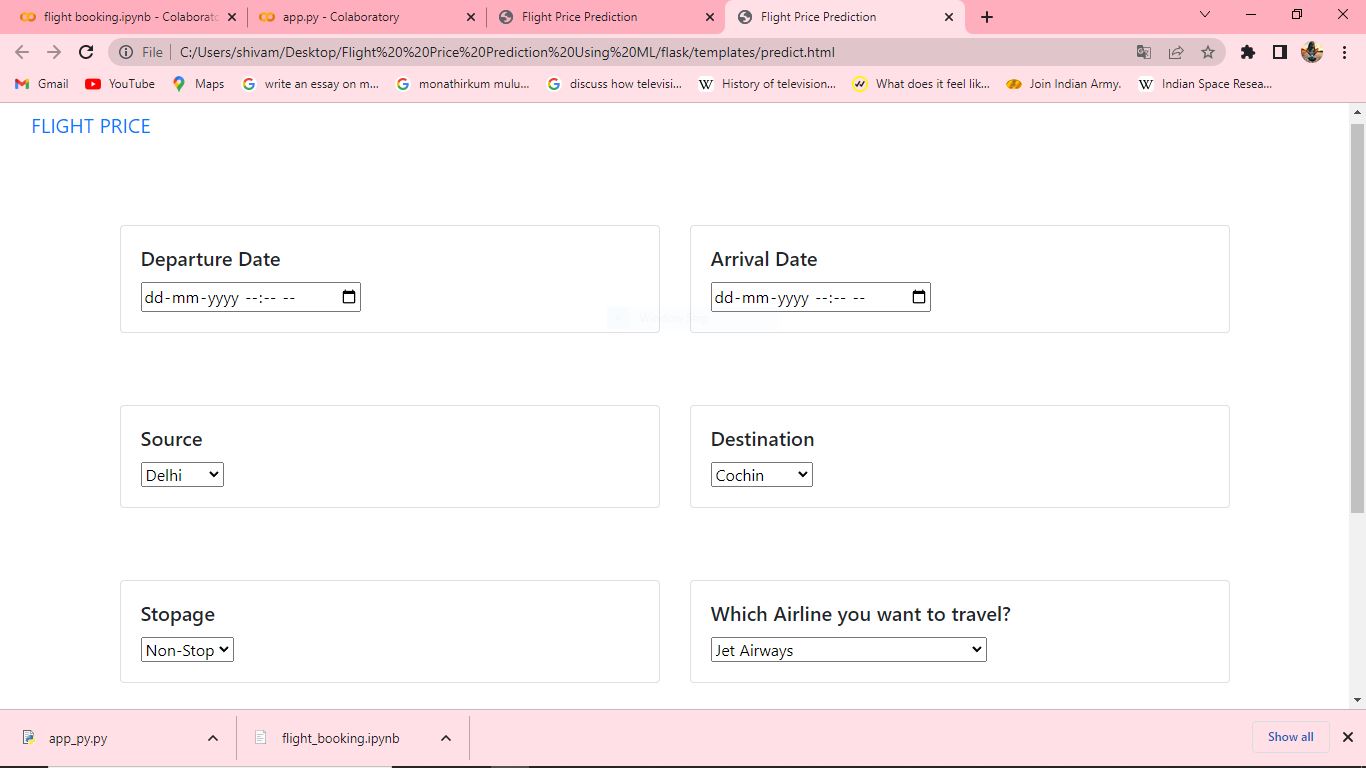 flight booking.ipynb - Colaborato
app.py - Colaboratory
Flight Price Prediction
Flight Price Prediction
File C:/Users/shivam/Desktop/Flight%20%20Price%20Prediction%20Using%20ML/flask/templates/predict.html
Gmail YouTube Maps write an essay on m... monathirkum mulu... discuss how televisi... History of television... What does it feel lik... Join Indian Army. Indian Space Resea...
FLIGHT PRICE
Departure Date
dd-mm-yyyy --:-- --
Arrival Date
dd-mm-yyyy --:-- --
Source
Delhi
Destination
Cochin
Stopage
Non-Stop
Which Airline you want to travel?
Jet Airways
app_py.py
flight_booking.ipynb
Show all